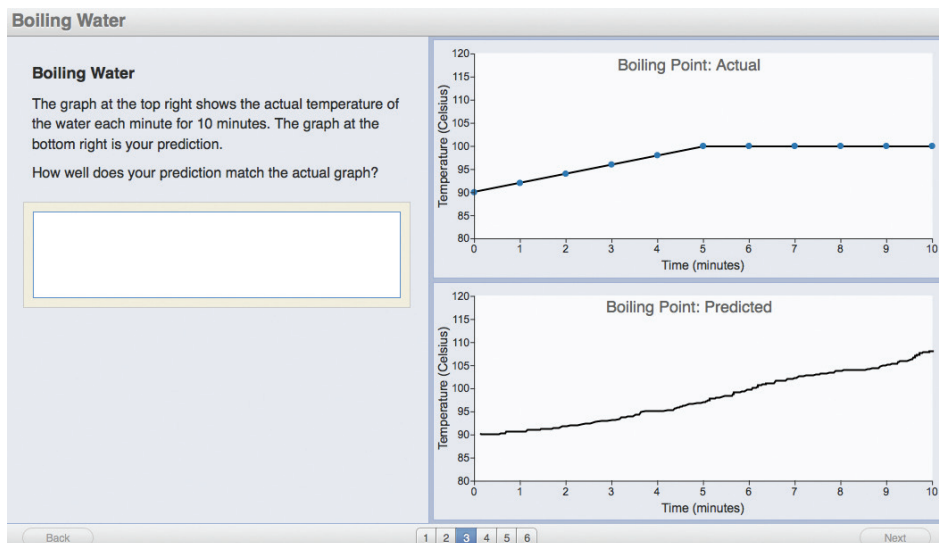 Boiling Water
Boiling Water
The graph at the top right shows the actual temperature of
the water each minute for 10 minutes. The graph at the
bottom right is your prediction.
How well does your prediction match the actual graph?
Boiling Point: Actual
Temperature (Celsius)
120
115
110
105
100
95
90
85
80
0 1 2 3 4 5 6 7 8 9 10
Time (minutes)
Boiling Point: Predicted
Temperature (Celsius)
120
115
110
105
100
95
90
85
80
0 1 2 3 4 5 6 7 8 9 10
Time (minutes)
Back
1 2 3 4 5 6
Next